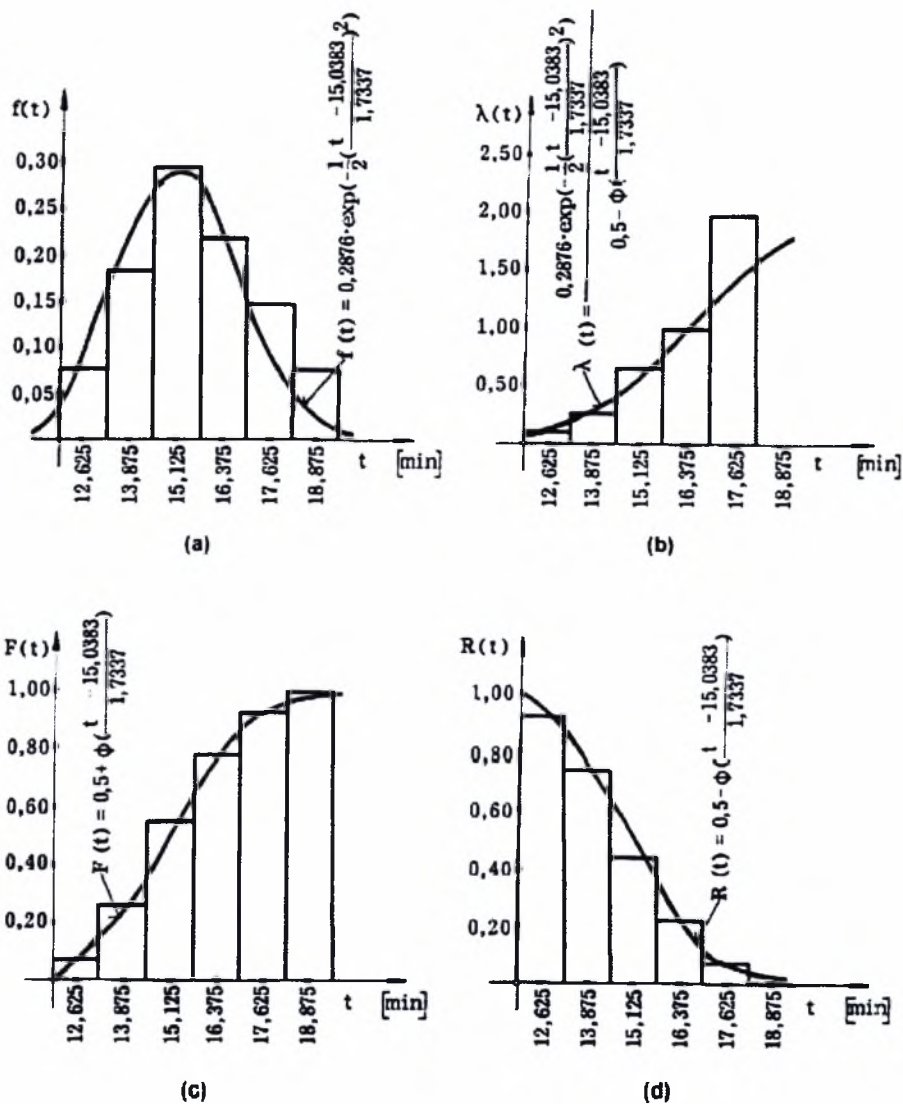 f(t)
0,30
0,25
0,20
0,15
0,10
0,05
12,625
13,875
15,125
16,375
17,625
18,875
t
[min]
f (t) = 0,2876·exp(-1/2(t -15,0383/1,7337)2)
(a)
λ(t)
2,50
2,00
1,50
1,00
0,50
12,625
13,875
15,125
16,375
17,625
18,875
t
[min]
λ (t) = 0,2876·exp(-1/2(t -15,0383/1,7337)2)
0,5- Φ(t -15,0383/1,7337)
(b)
F(t)
1,00
0,80
0,60
0,40
0,20
12,625
13,875
15,125
16,375
17,625
18,875
t
[min]
F (t) = 0,5+ Φ(t - 15,0383/1,7337)
(c)
R(t)
1,00
0,80
0,60
0,40
0,20
12,625
13,875
15,125
16,375
17,625
18,875
t
[min]
R (t) = 0,5- Φ(t -15,0383/1,7337)
(d)